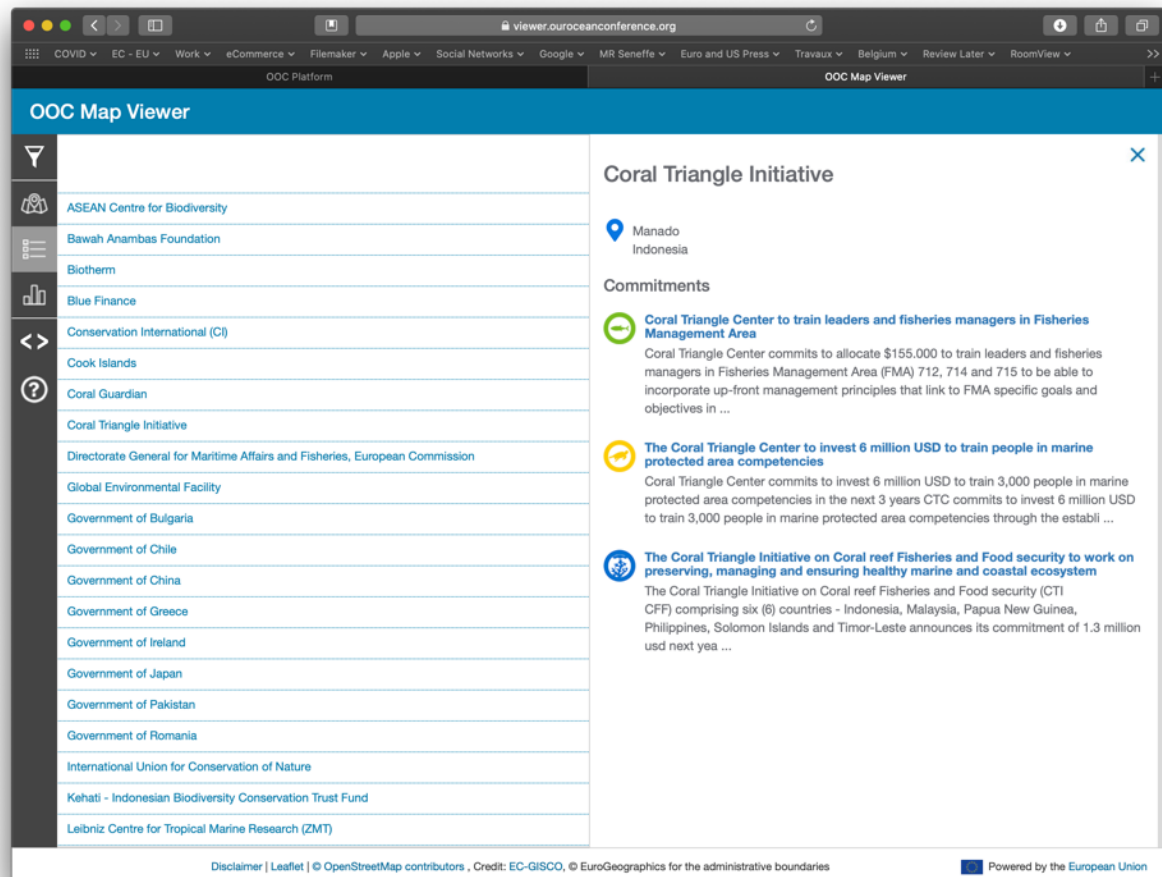 viewer.ouroceanconference.org
COVID EC - EU Work eCommerce Filemaker Apple Social Networks Google MR Seneffe Euro and US Press Travaux Belgium Review Later RoomView >>
OOC Platform
OOC Map Viewer
OOC Map Viewer
ASEAN Centre for Biodiversity
Bawah Anambas Foundation
Biotherm
Blue Finance
Conservation International (CI)
Cook Islands
Coral Guardian
Coral Triangle Initiative
Directorate General for Maritime Affairs and Fisheries, European Commission
Global Environmental Facility
Government of Bulgaria
Government of Chile
Government of China
Government of Greece
Government of Ireland
Government of Japan
Government of Pakistan
Government of Romania
International Union for Conservation of Nature
Kehati - Indonesian Biodiversity Conservation Trust Fund
Leibniz Centre for Tropical Marine Research (ZMT)
Coral Triangle Initiative
Manado
Indonesia
Commitments
Coral Triangle Center to train leaders and fisheries managers in Fisheries
Management Area
Coral Triangle Center commits to allocate $155.000 to train leaders and fisheries
managers in Fisheries Management Area (FMA) 712, 714 and 715 to be able to
incorporate up-front management principles that link to FMA specific goals and
objectives in ...
The Coral Triangle Center to invest 6 million USD to train people in marine
protected area competencies
Coral Triangle Center commits to invest 6 million USD to train 3,000 people in marine
protected area competencies in the next 3 years CTC commits to invest 6 million USD
to train 3,000 people in marine protected area competencies through the establi ...
The Coral Triangle Initiative on Coral reef Fisheries and Food security to work on
preserving, managing and ensuring healthy marine and coastal ecosystem
The Coral Triangle Initiative on Coral reef Fisheries and Food security (CTI
CFF) comprising six (6) countries - Indonesia, Malaysia, Papua New Guinea,
Philippines, Solomon Islands and Timor-Leste announces its commitment of 1.3 million
usd next yea ...
Disclaimer | Leaflet | © OpenStreetMap contributors , Credit: EC-GISCO, © EuroGeographics for the administrative boundaries
Powered by the European Union